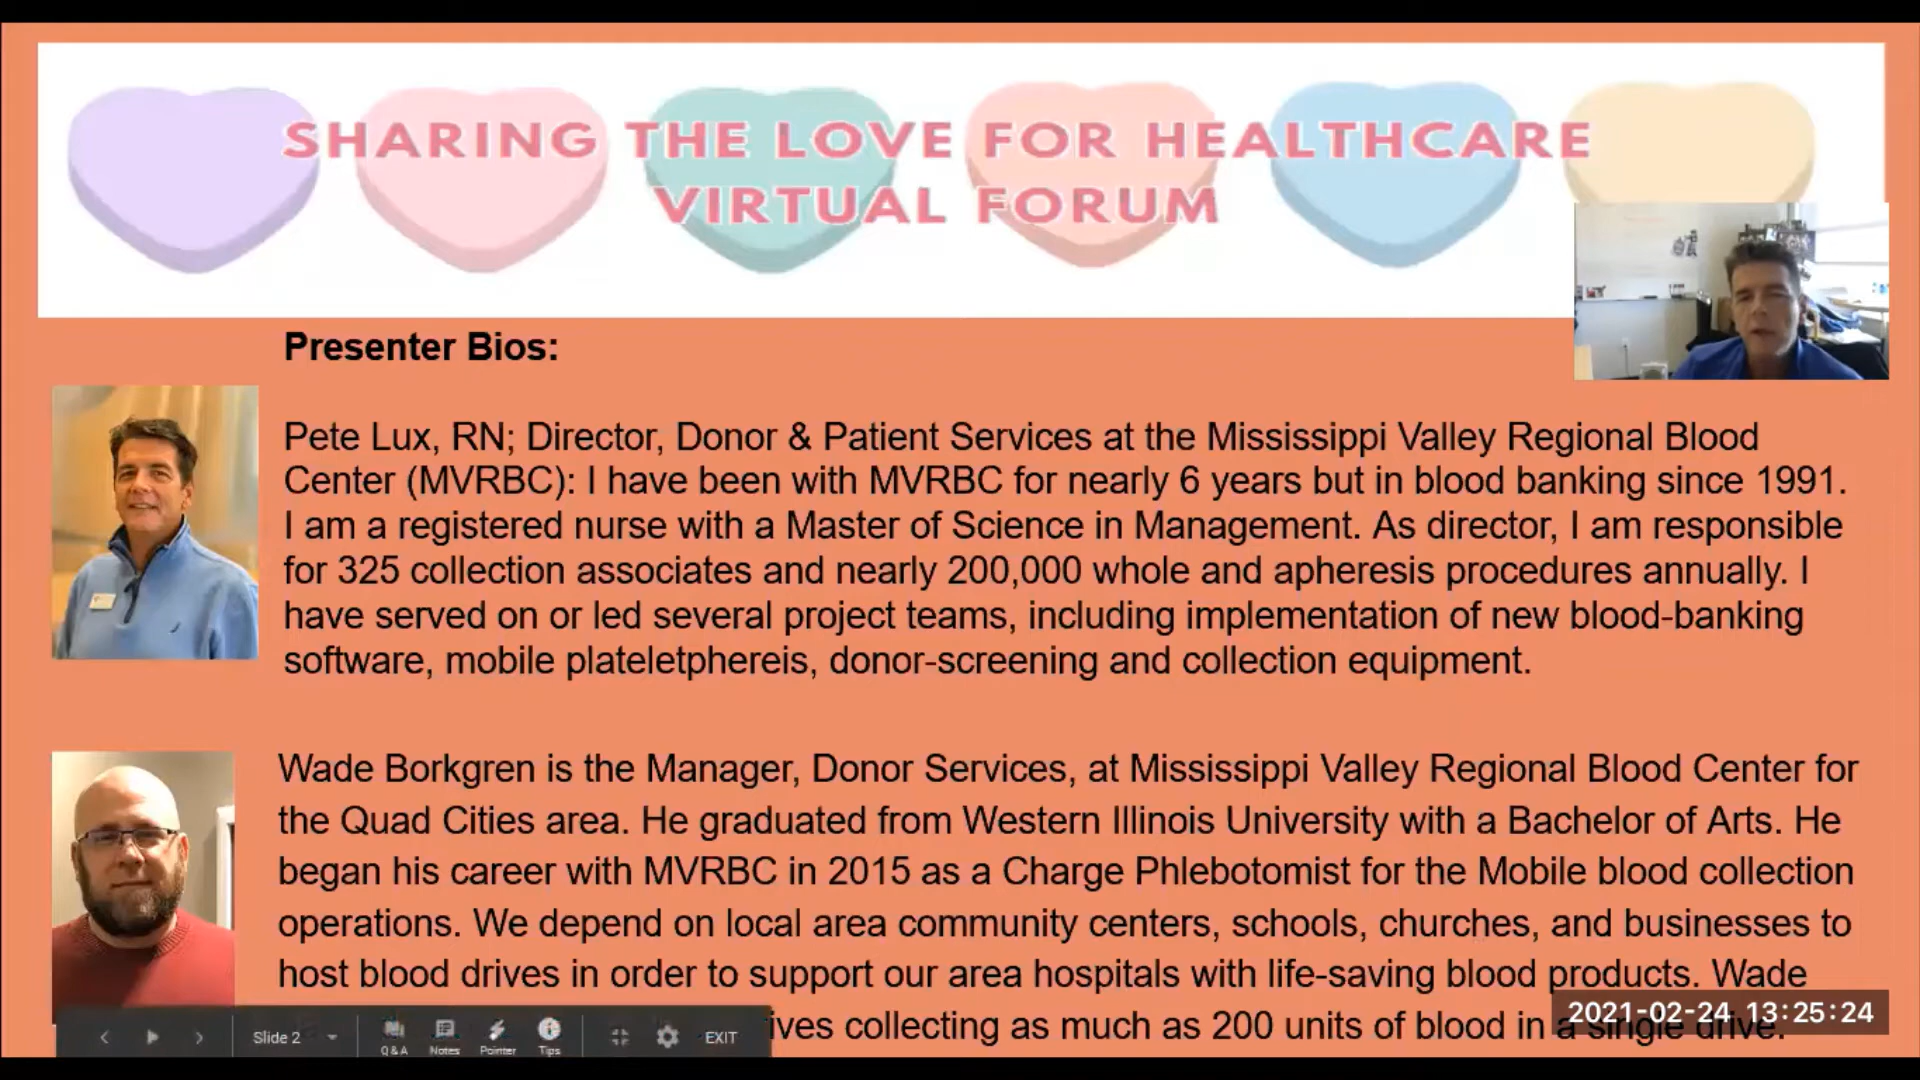 SHARING THE LOVE FOR HEALTHCARE
VIRTUAL FORUM
Presenter Bios:
Pete Lux, RN; Director, Donor & Patient Services at the Mississippi Valley Regional Blood
Center (MVRBC): I have been with MVRBC for nearly 6 years but in blood banking since 1991.
I am a registered nurse with a Master of Science in Management. As director, I am responsible
for 325 collection associates and nearly 200,000 whole and apheresis procedures annually. I
have served on or led several project teams, including implementation of new blood-banking
software, mobile plateletphereis, donor-screening and collection equipment.
Wade Borkgren is the Manager, Donor Services, at Mississippi Valley Regional Blood Center for
the Quad Cities area. He graduated from Western Illinois University with a Bachelor of Arts. He
began his career with MVRBC in 2015 as a Charge Phlebotomist for the Mobile blood collection
operations. We depend on local area community centers, schools, churches, and businesses to
host blood drives in order to support our area hospitals with life-saving blood products. Wade
ives collecting as much as 200 units of blood in a single drive.
2021-02-24 13:25:24
Slide 2
Q&A Notes Pointer Tips
EXIT